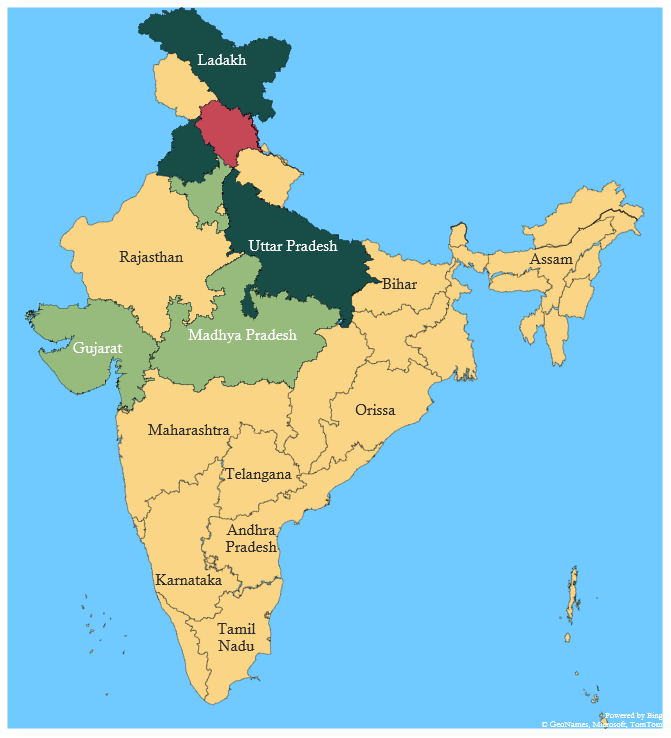 Ladakh
Uttar Pradesh
Rajasthan
Bihar
Assam
Gujarat
Madhya Pradesh
Orissa
Maharashtra
Telangana
Andhra
Pradesh
Karnataka
Tamil
Nadu
Powered by Bing
© GeoNames, Microsoft, TomTom